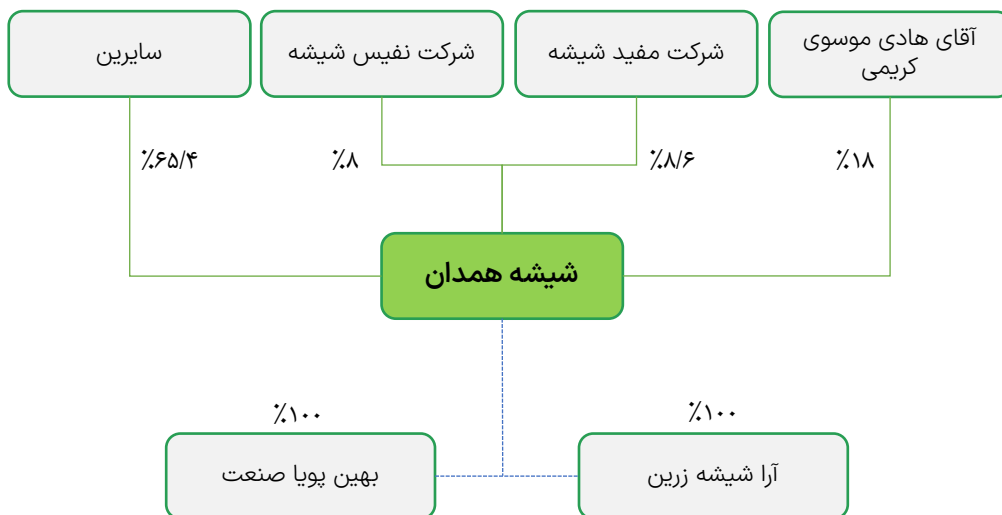 آقای هادی موسوی
کریمی
شرکت مفید شیشه
شرکت نفیس شیشه
سایرین
٪۱۸
٪۸/۶
٪۸
٪۶۵/۴
شیشه همدان
٪۱۰۰
٪۱۰۰
آرا شیشه زرین
بهین پویا صنعت